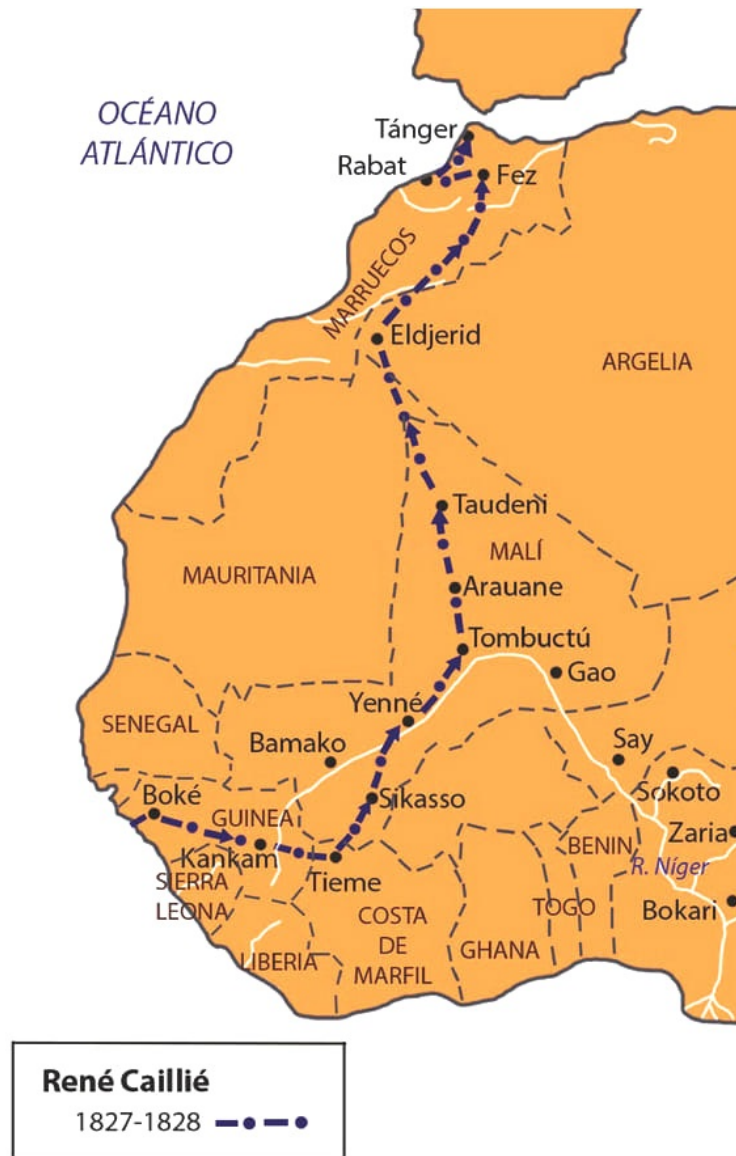 OCÉANO
ATLÁNTICO
Tánger
Rabat
Fez
MARRUECOS
Eldjerid
ARGELIA
Taudeni
MALÍ
MAURITANIA
Arauane
Tombuctú
Gao
Yenné
SENEGAL
Bamako
Say
Sokoto
Sikasso
Boké
GUINEA
Zaria
Kankam
BENIN
R. Níger
Tieme
SIERRA
LEONA
Bokari
COSTA
DE
MARFIL
TOGO
GHANA
LIBERIA
René Caillié
1827-1828